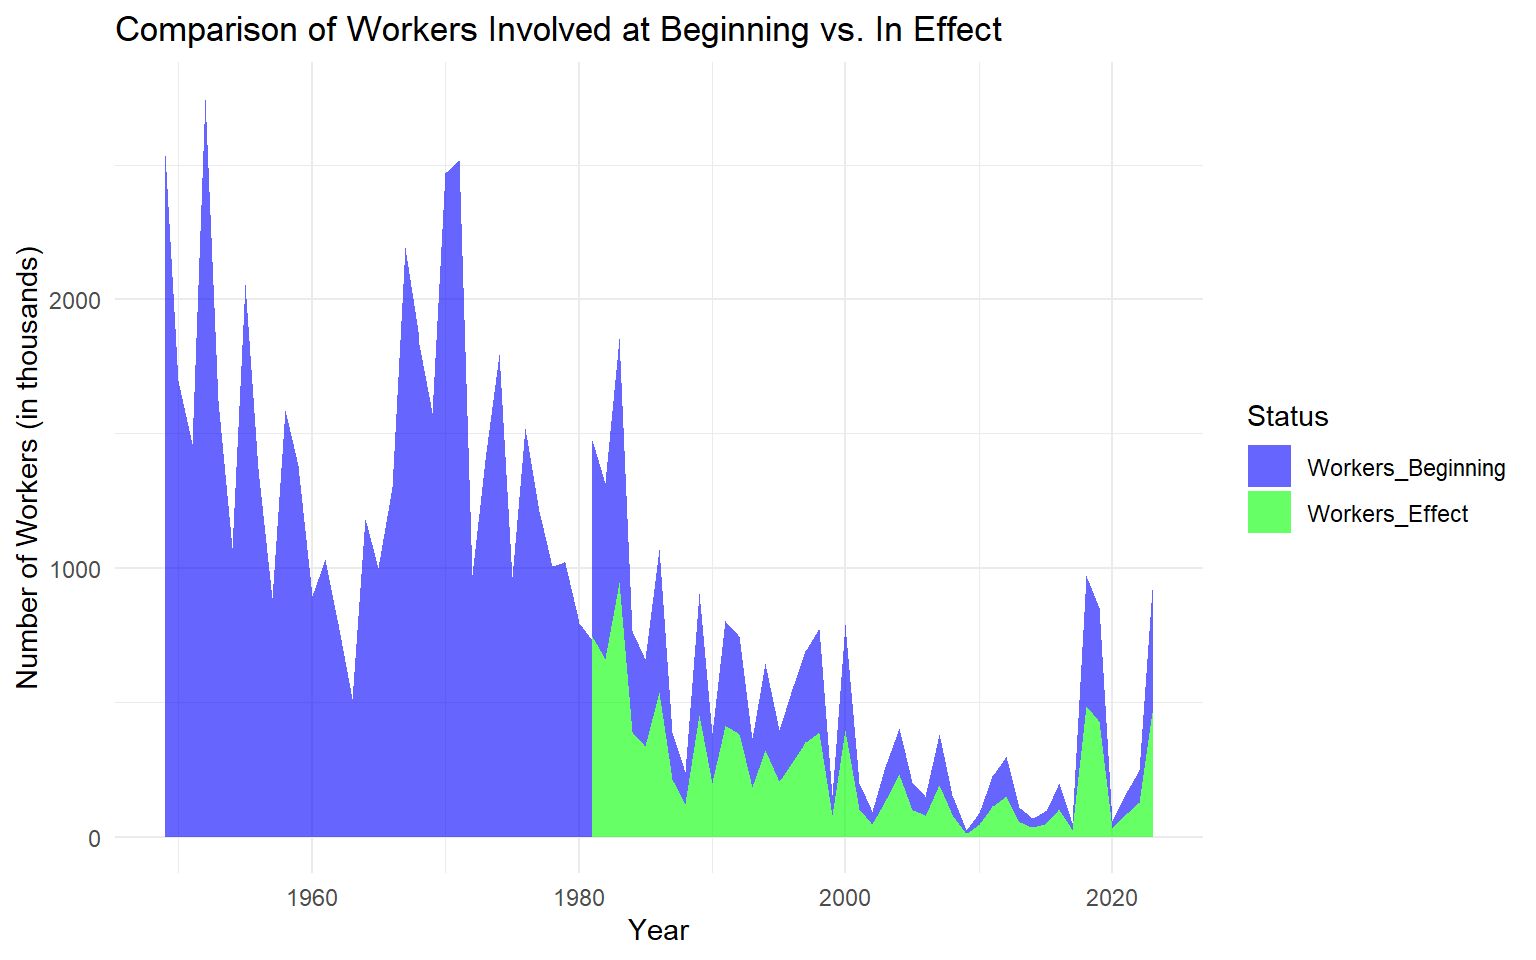 Comparison of Workers Involved at Beginning vs. In Effect
Number of Workers (in thousands)
2000
1000
0
1960
1980
2000
2020
Year
Status
Workers_Beginning
Workers_Effect